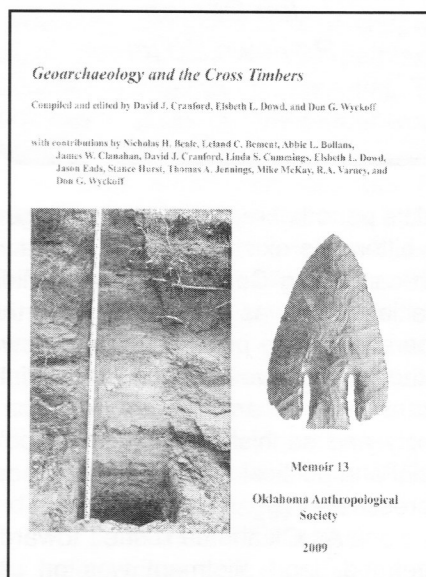 Geoarchaeology and the Cross Timbers
Compiled and edited by David J. Cranford, Elsbeth L. Dowd, and Don G. Wyckoff
with contributions by Nicholas H. Beale, Leland C. Bement, Abbie L. Bollans,
James W. Clanahan, David J. Cranford, Linda S. Cummings, Elsbeth L. Dowd,
Jason Eads, Stance Hurst, Thomas A. Jennings, Mike McKay, R.A. Varney, and
Don G. Wyckoff
Memoir 13
Oklahoma Anthropological
Society
2009